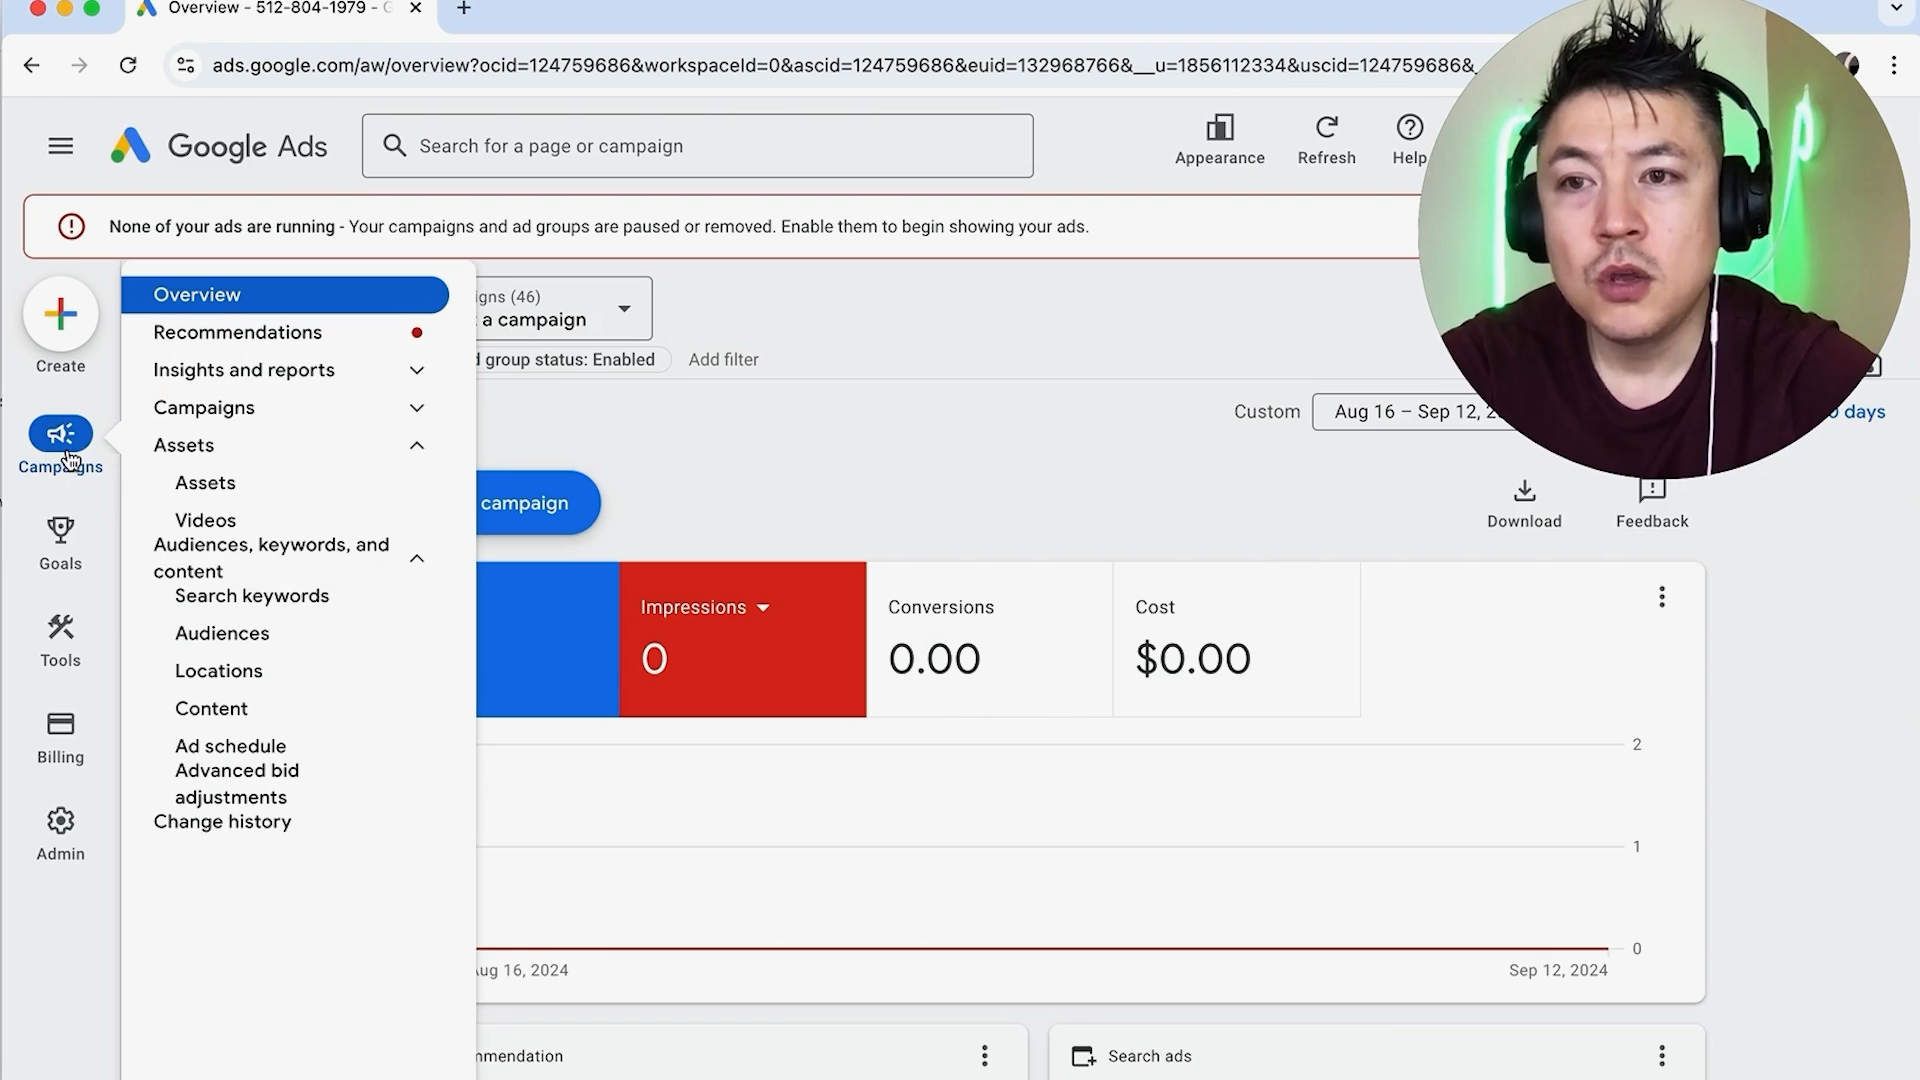 Overview - 512-804-1979 - G
ads.google.com/aw/overview?ocid=124759686&workspaceId=0&ascid=124759686&euid=132968766&__u=1856112334&uscid=124759686&
Google Ads
Search for a page or campaign
Appearance
Refresh
Help
None of your ads are running - Your campaigns and ad groups are paused or removed. Enable them to begin showing your ads.
Create
Campaigns
Goals
Tools
Billing
Admin
Overview
Recommendations
Insights and reports
Campaigns
Assets
Assets
Videos
Audiences, keywords, and
content
Search keywords
Audiences
Locations
Content
Ad schedule
Advanced bid
adjustments
Change history
igns (46)
a campaign
group status: Enabled
Add filter
Custom
Aug 16 – Sep 12, 2
days
campaign
Download
Feedback
Impressions
0
Conversions
0.00
Cost
$0.00
2
1
0
Aug 16, 2024
Sep 12, 2024
mmendation
Search ads